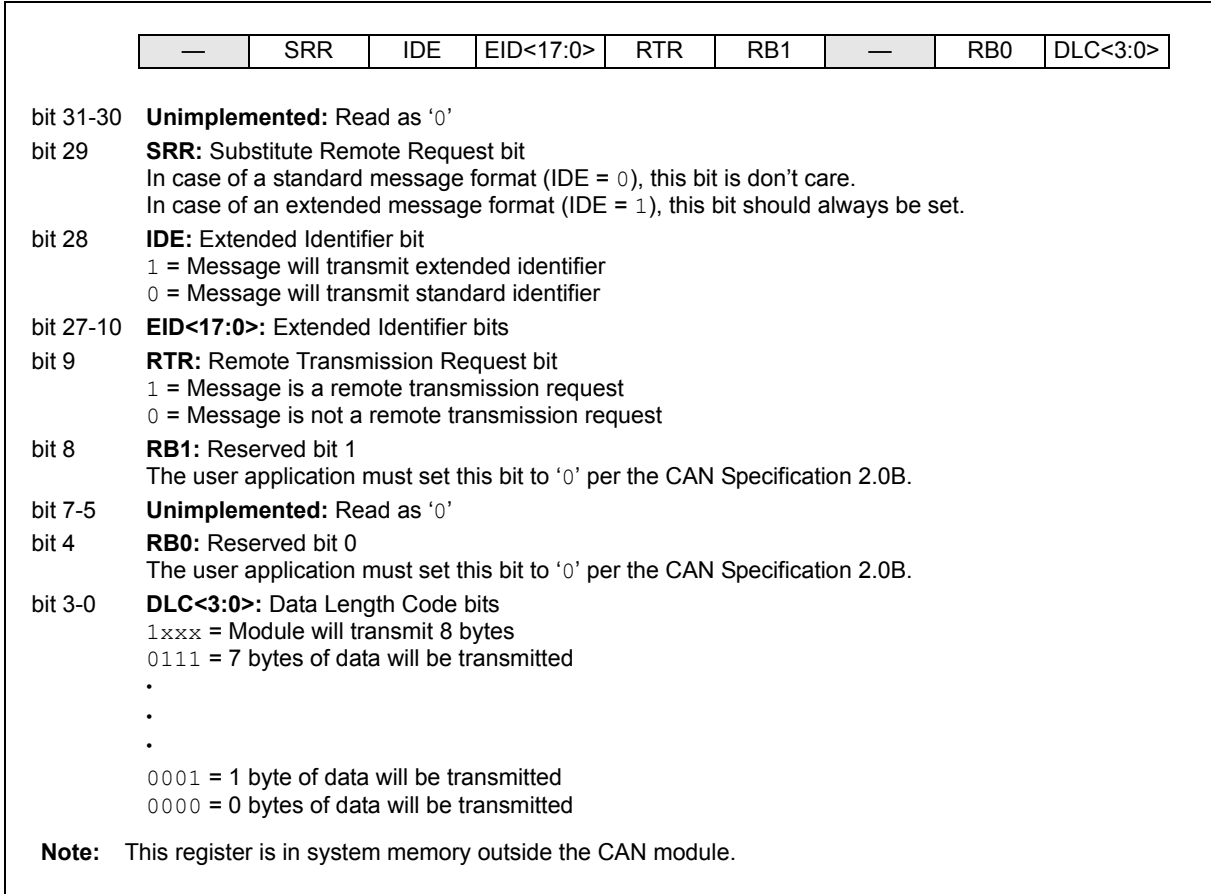 — SRR IDE EID<17:0> RTR RB1 — RB0 DLC<3:0>
bit 31-30 Unimplemented: Read as ‘0’
bit 29 SRR: Substitute Remote Request bit
In case of a standard message format (IDE = 0), this bit is don’t care.
In case of an extended message format (IDE = 1), this bit should always be set.
bit 28 IDE: Extended Identifier bit
1 = Message will transmit extended identifier
0 = Message will transmit standard identifier
bit 27-10 EID<17:0>: Extended Identifier bits
bit 9 RTR: Remote Transmission Request bit
1 = Message is a remote transmission request
0 = Message is not a remote transmission request
bit 8 RB1: Reserved bit 1
The user application must set this bit to ‘0’ per the CAN Specification 2.0B.
bit 7-5 Unimplemented: Read as ‘0’
bit 4 RB0: Reserved bit 0
The user application must set this bit to ‘0’ per the CAN Specification 2.0B.
bit 3-0 DLC<3:0>: Data Length Code bits
1xxx = Module will transmit 8 bytes
0111 = 7 bytes of data will be transmitted
•
•
•
0001 = 1 byte of data will be transmitted
0000 = 0 bytes of data will be transmitted
Note: This register is in system memory outside the CAN module.